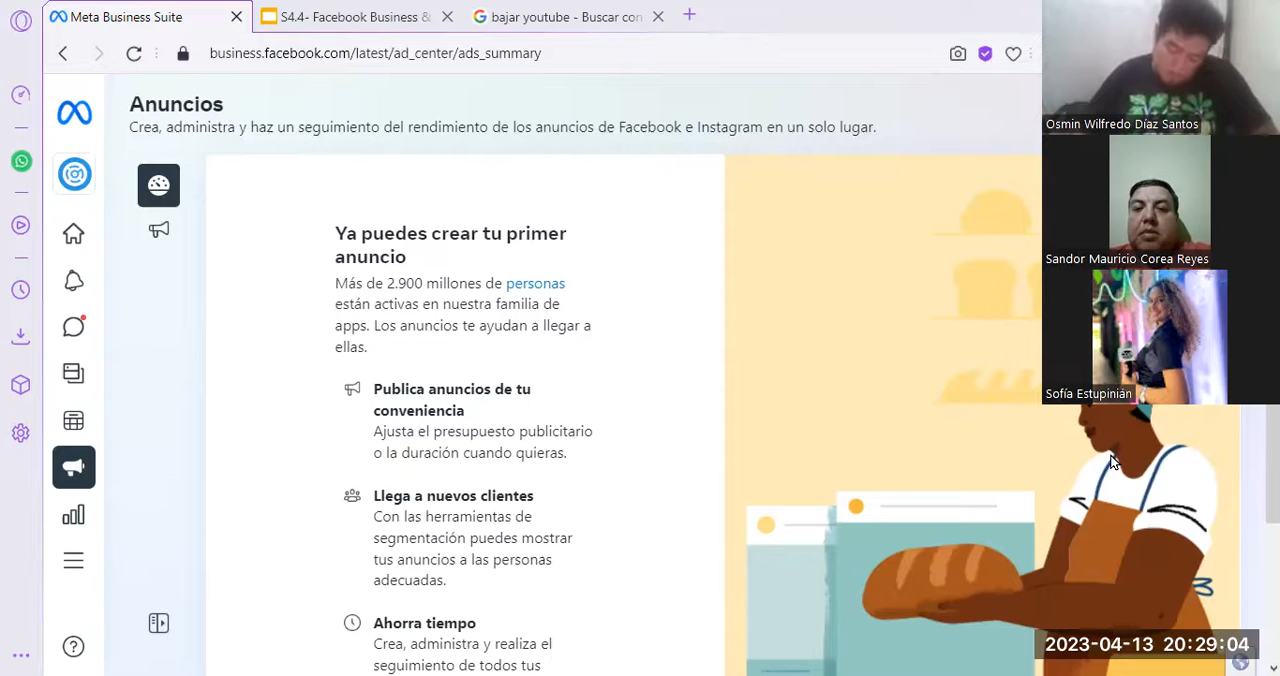 Meta Business Suite
S4.4- Facebook Business &
bajar youtube - Buscar con
business.facebook.com/latest/ad_center/ads_summary
Anuncios
Crea, administra y haz un seguimiento del rendimiento de los anuncios de Facebook e Instagram en un solo lugar.
Ya puedes crear tu primer
anuncio
Más de 2.900 millones de personas
están activas en nuestra familia de
apps. Los anuncios te ayudan a llegar a
ellas.
Publica anuncios de tu
conveniencia
Ajusta el presupuesto publicitario
o la duración cuando quieras.
Llega a nuevos clientes
Con las herramientas de
segmentación puedes mostrar
tus anuncios a las personas
adecuadas.
Ahorra tiempo
Crea, administra y realiza el
seguimiento de todos tus
Osmin Wilfredo Díaz Santos
Sandor Mauricio Corea Reyes
Sofía Estupinián
2023-04-13 20:29:04